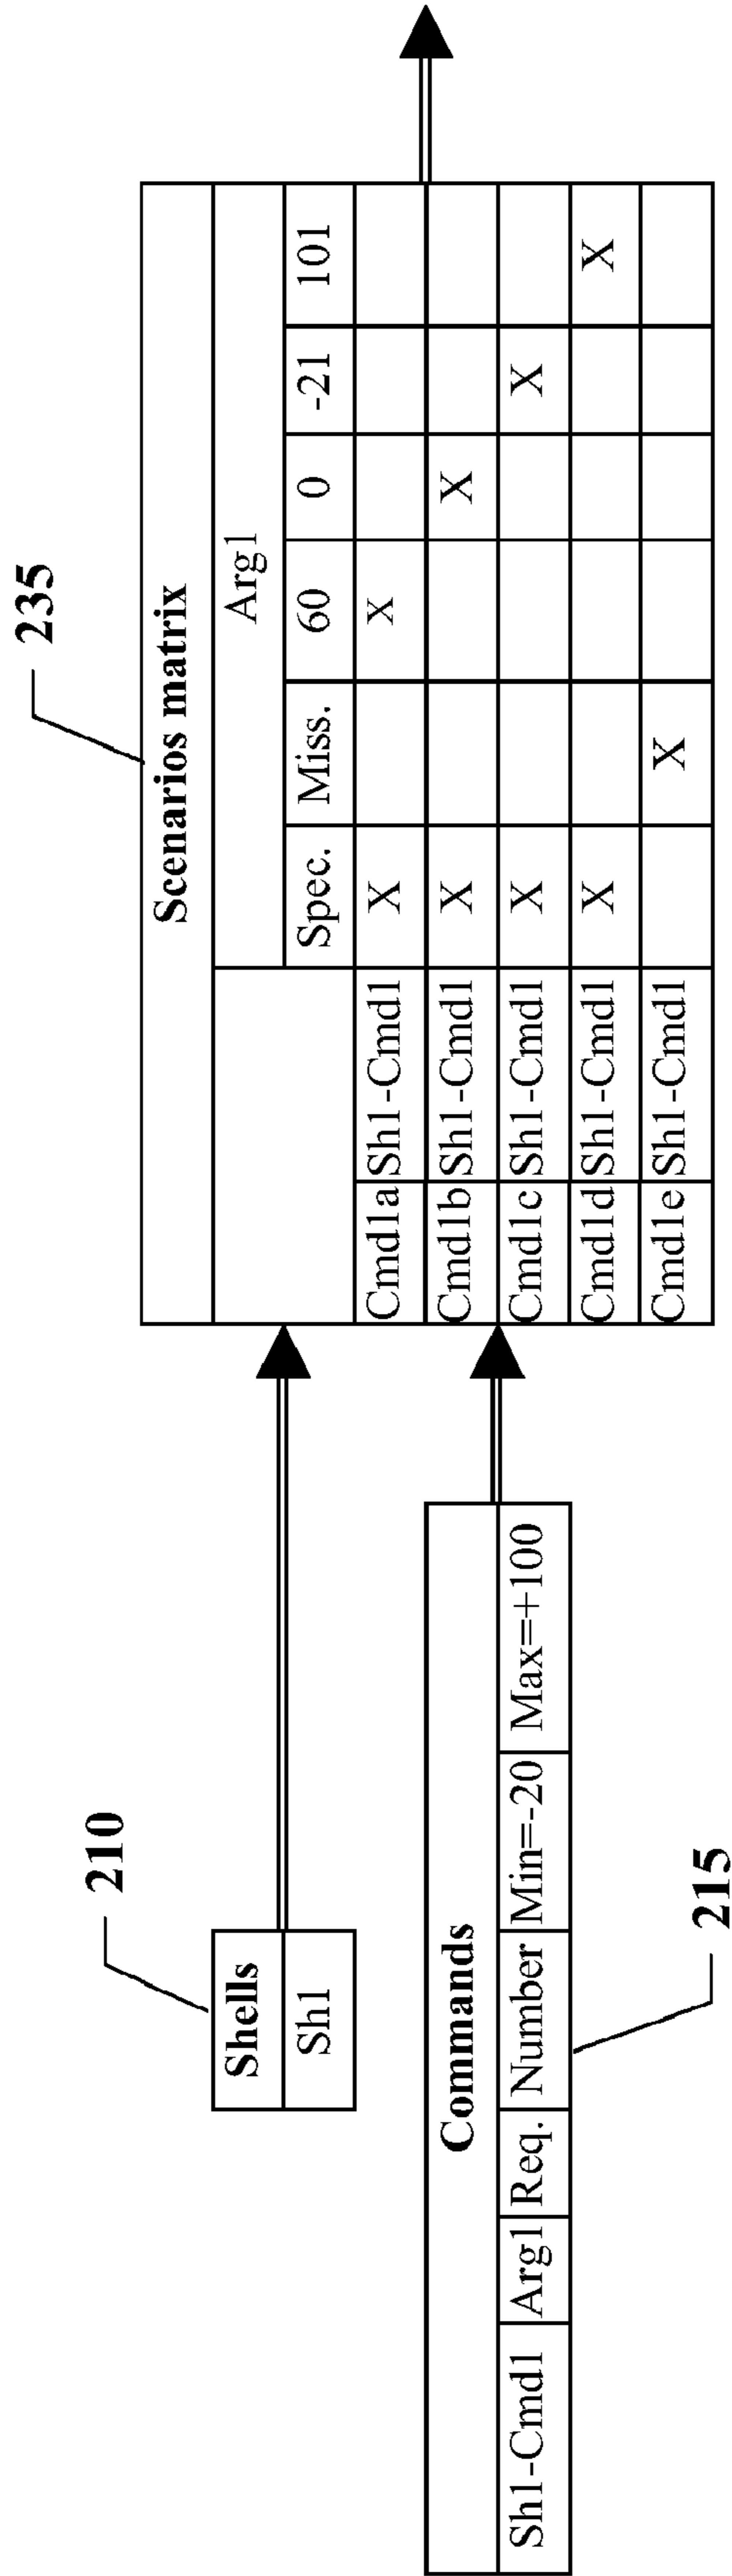 210
Shells
Sh1
Commands
Sh1-Cmd1 Arg1 Req. Number Min=-20 Max=+100
215
235
Scenarios matrix
Arg1
Spec. Miss. 60 0 -21 101
Cmd1a Sh1-Cmd1 X X
Cmd1b Sh1-Cmd1 X X
Cmd1c Sh1-Cmd1 X X
Cmd1d Sh1-Cmd1 X X
Cmd1e Sh1-Cmd1 X